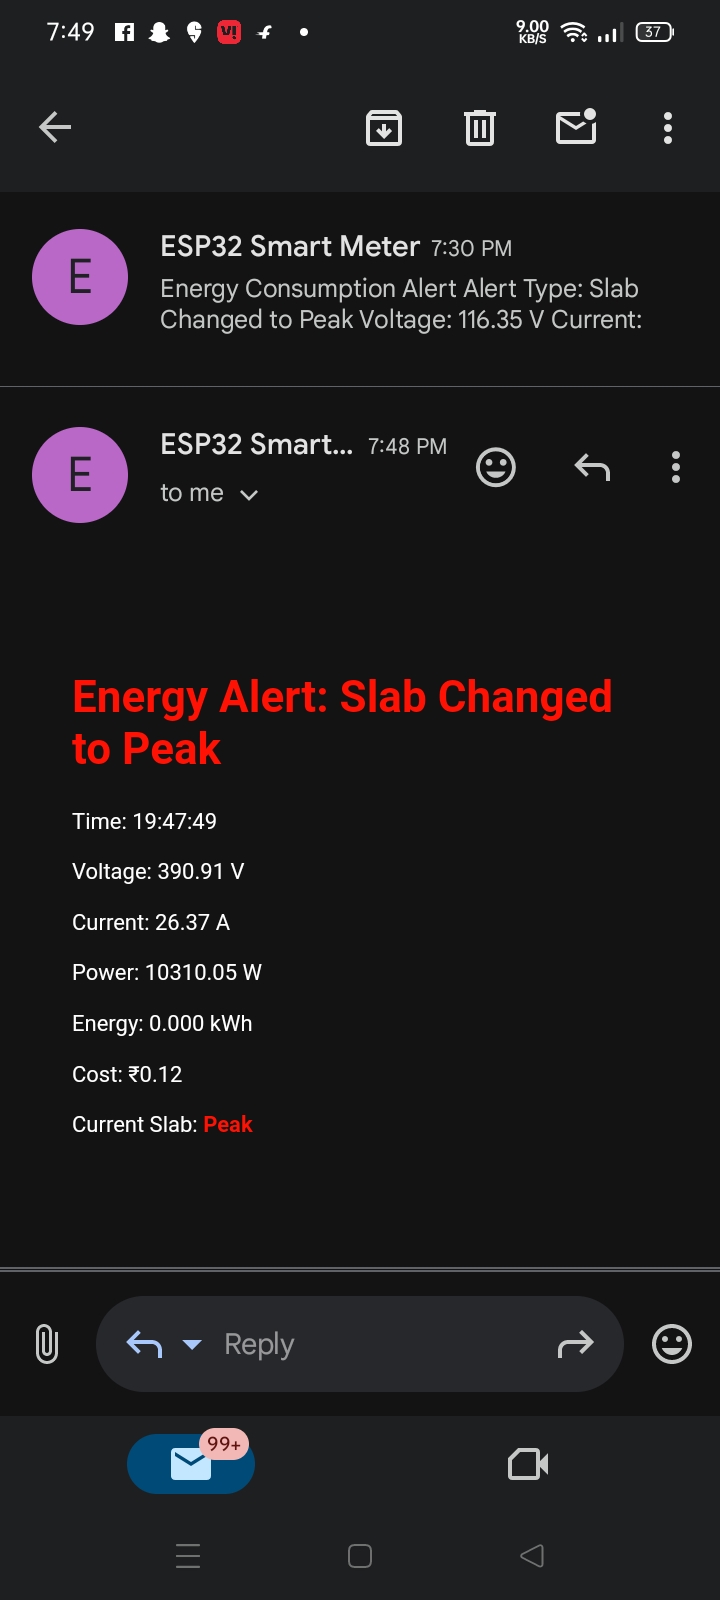 7:49
9.00
KB/S
37
E
ESP32 Smart Meter 7:30 PM
Energy Consumption Alert Alert Type: Slab
Changed to Peak Voltage: 116.35 V Current:
E
ESP32 Smart... 7:48 PM
to me
Energy Alert: Slab Changed
to Peak
Time: 19:47:49
Voltage: 390.91 V
Current: 26.37 A
Power: 10310.05 W
Energy: 0.000 kWh
Cost: ₹0.12
Current Slab: Peak
Reply
99+